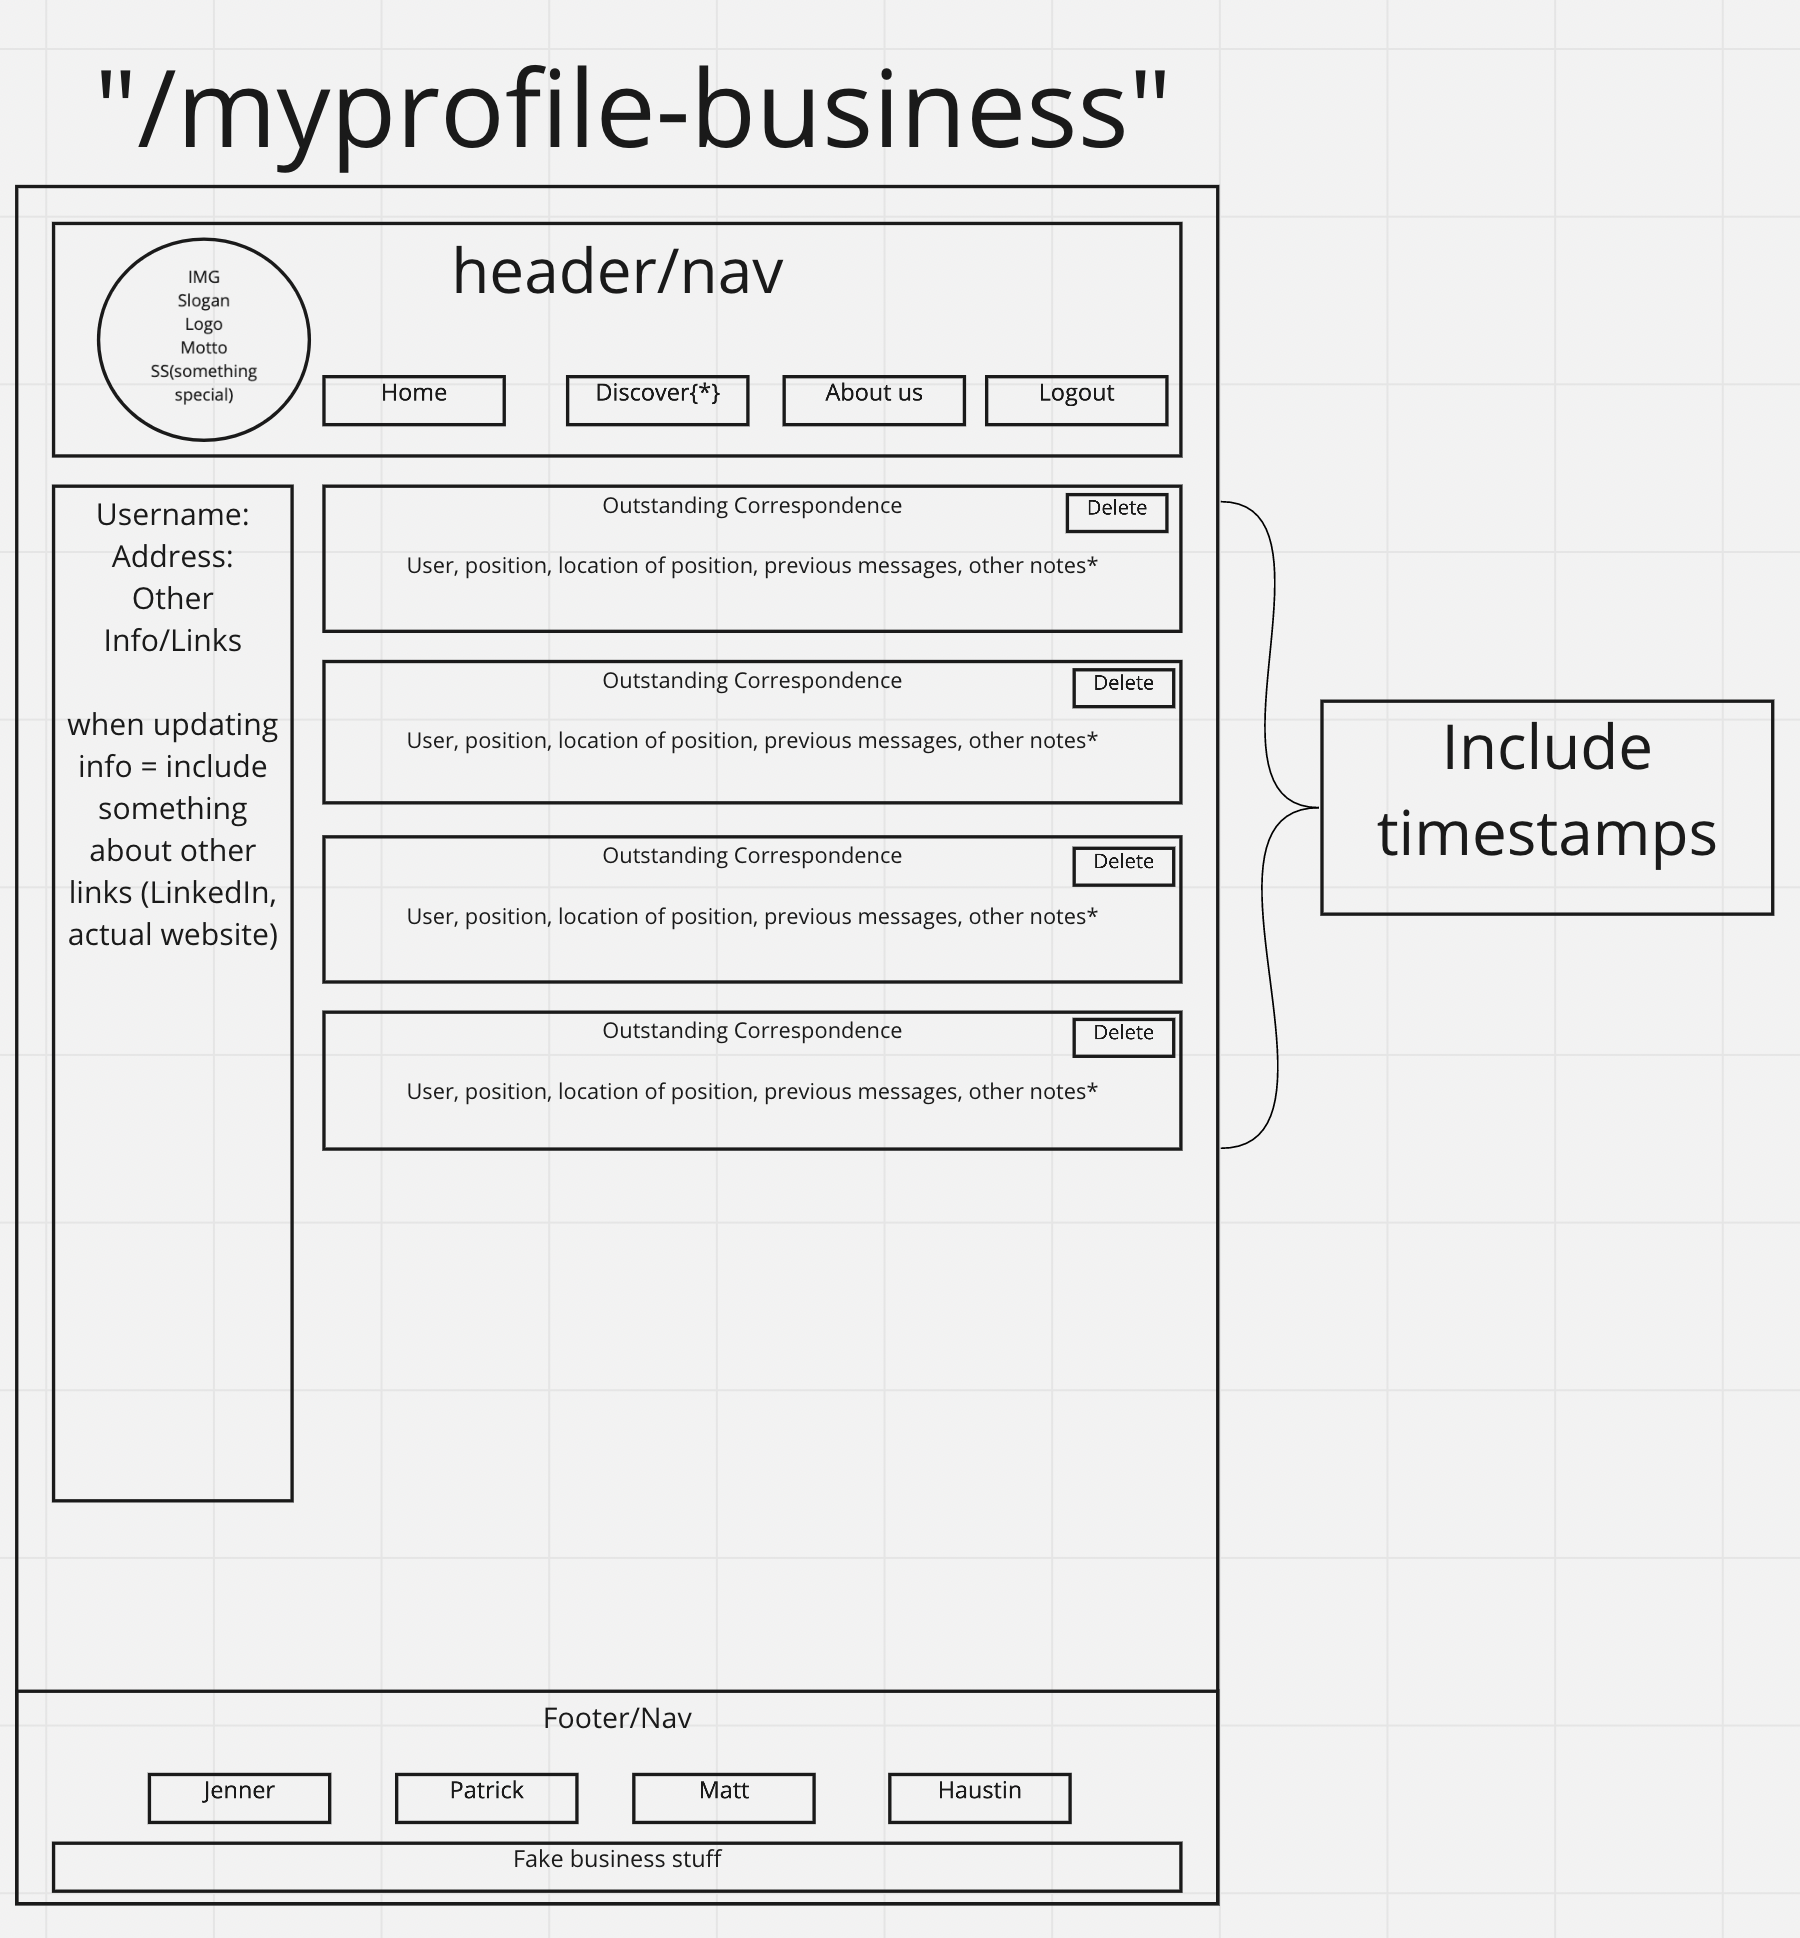 "/myprofile-business"
header/nav
IMG
Slogan
Logo
Motto
SS(something
special)
Home
Discover{*}
About us
Logout
Username:
Address:
Other
Info/Links
when updating
info = include
something
about other
links (LinkedIn,
actual website)
Outstanding Correspondence
Delete
User, position, location of position, previous messages, other notes*
Outstanding Correspondence
Delete
User, position, location of position, previous messages, other notes*
Outstanding Correspondence
Delete
User, position, location of position, previous messages, other notes*
Outstanding Correspondence
Delete
User, position, location of position, previous messages, other notes*
Include
timestamps
Footer/Nav
Jenner
Patrick
Matt
Haustin
Fake business stuff